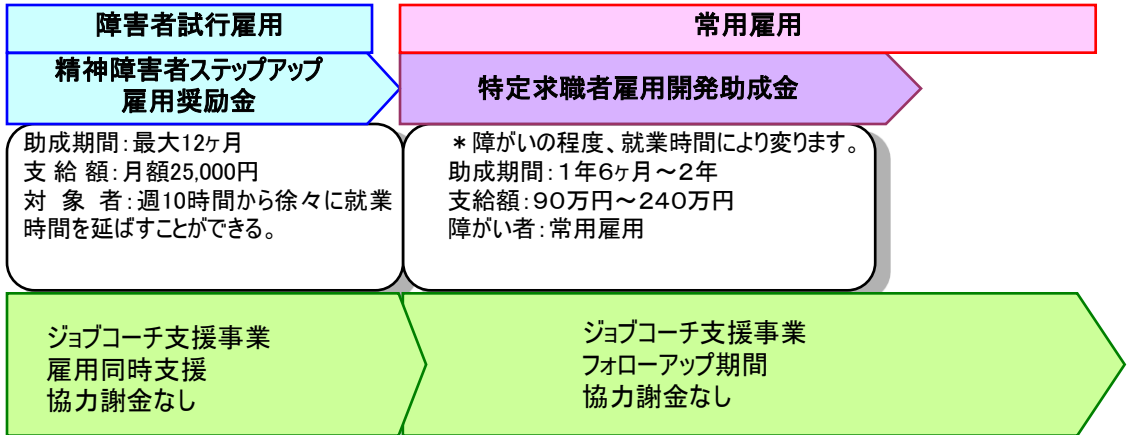 障害者試行雇用
常用雇用
精神障害者ステップアップ
雇用奨励金
特定求職者雇用開発助成金
助成期間：最大12ヶ月
支 給 額：月額25,000円
対 象 者：週10時間から徐々に就業
時間を延ばすことができる。
＊障がいの程度、就業時間により変ります。
助成期間：１年６ヶ月～２年
支給額：９０万円～２４０万円
障がい者：常用雇用
ジョブコーチ支援事業
雇用同時支援
協力謝金なし
ジョブコーチ支援事業
フォローアップ期間
協力謝金なし